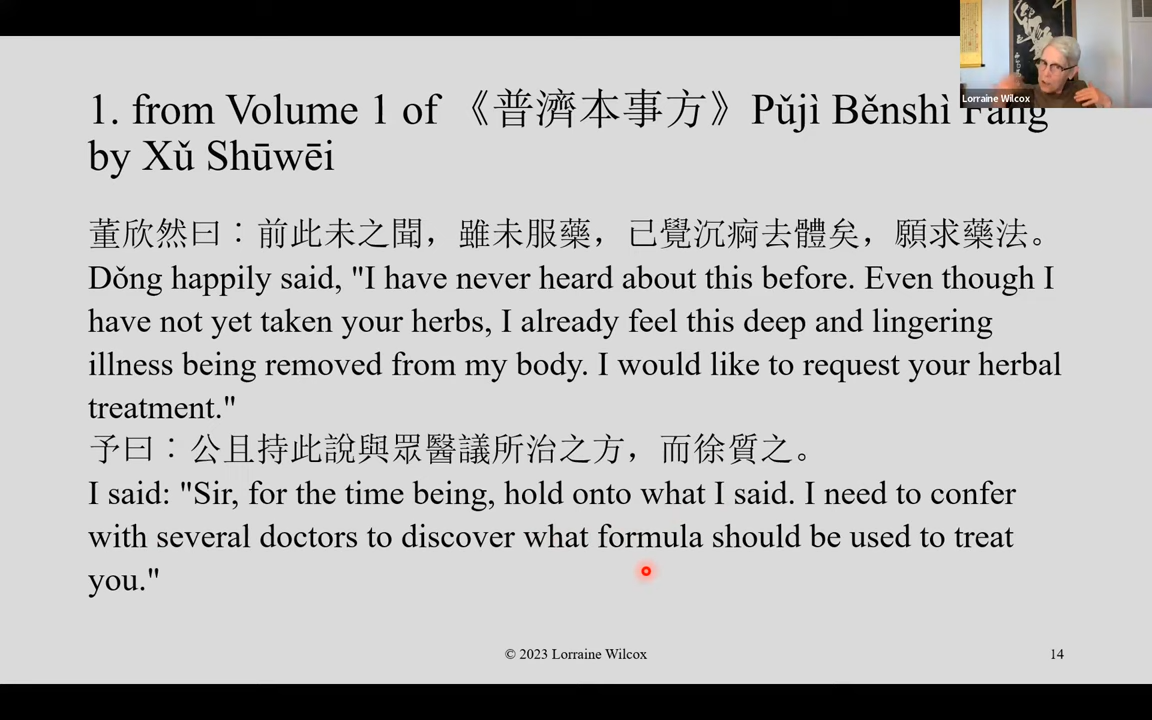 1. from Volume 1 of 《普濟本事方》Pǔjì Běnshì Fāng
by Xǔ Shūwēi
Lorraine Wilcox
董欣然曰：前此未之聞，雖未服藥，已覺沉痾去體矣，願求藥法。
Dǒng happily said, "I have never heard about this before. Even though I
have not yet taken your herbs, I already feel this deep and lingering
illness being removed from my body. I would like to request your herbal
treatment."
予曰：公且持此說與眾醫議所治之方，而徐質之。
I said: "Sir, for the time being, hold onto what I said. I need to confer
with several doctors to discover what formula should be used to treat
you."
© 2023 Lorraine Wilcox
14